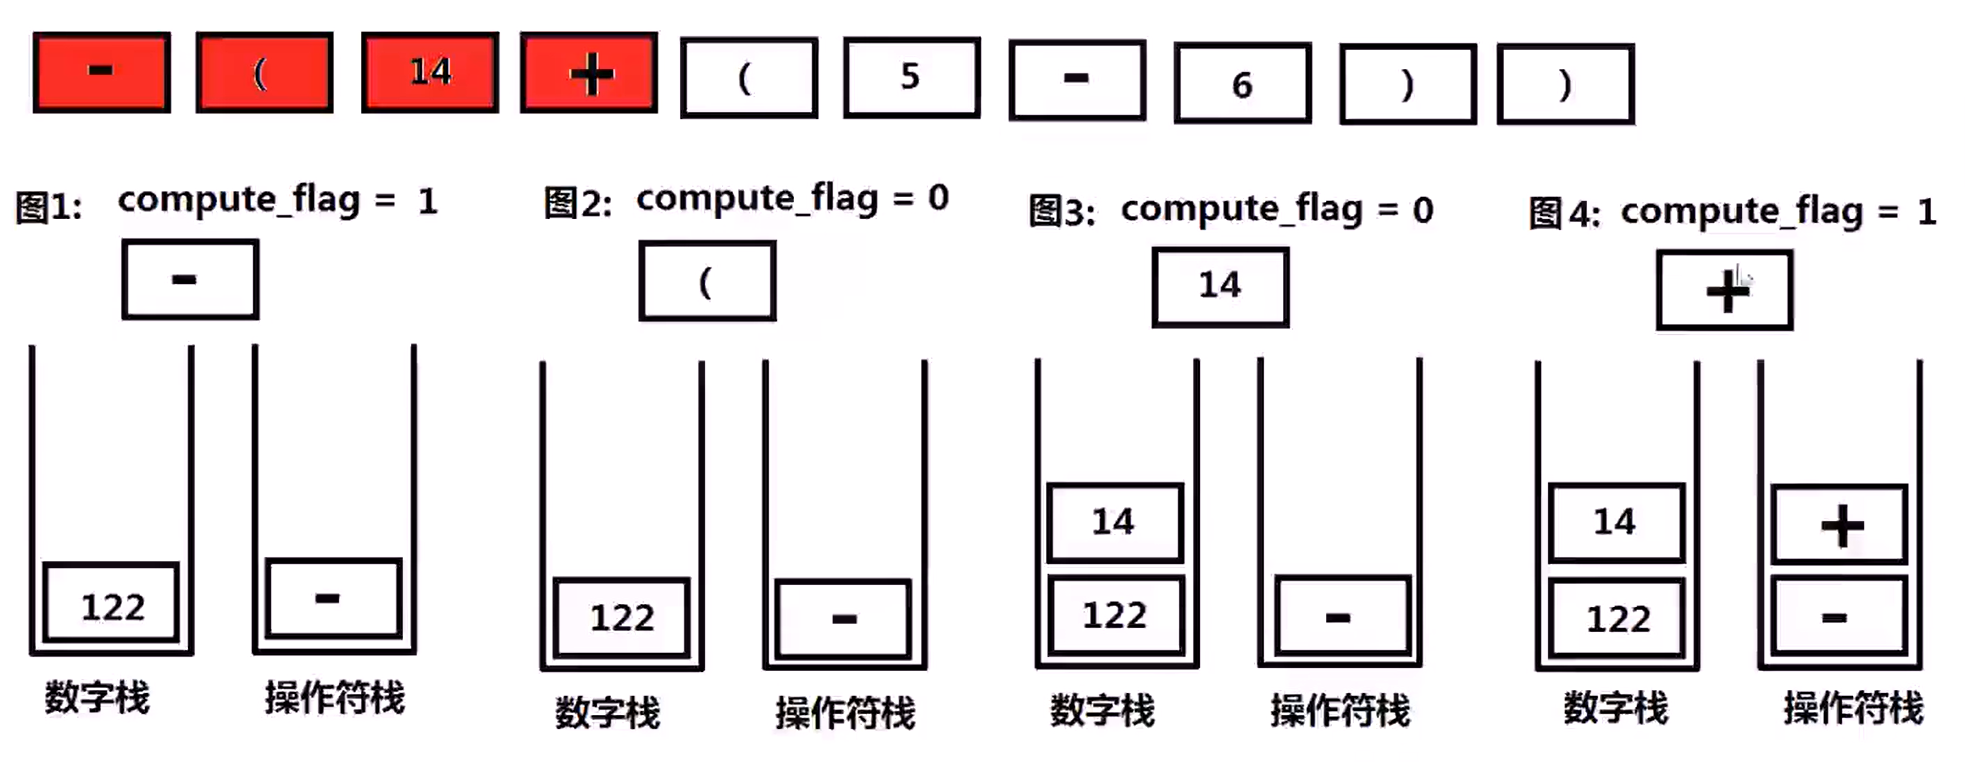 - ( 14 + ( 5 - 6 ) )
图1: compute_flag = 1
-
122
-
数字栈 操作符栈
图2: compute_flag = 0
(
122
-
数字栈 操作符栈
图3: compute_flag = 0
14
14
122
-
数字栈 操作符栈
图4: compute_flag = 1
+
14 +
122 -
数字栈 操作符栈